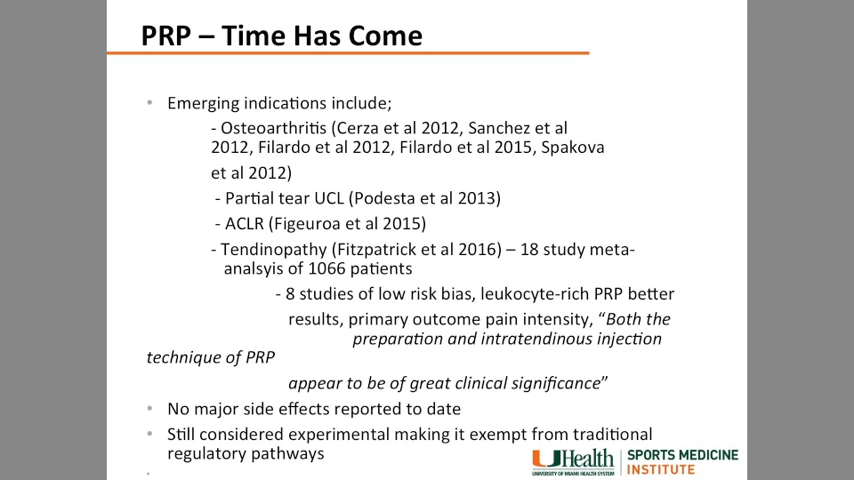 PRP – Time Has Come
• Emerging indications include;
- Osteoarthritis (Cerza et al 2012, Sanchez et al
2012, Filardo et al 2012, Filardo et al 2015, Spakova
et al 2012)
- Partial tear UCL (Podesta et al 2013)
- ACLR (Figeuroa et al 2015)
- Tendinopathy (Fitzpatrick et al 2016) – 18 study meta-
analsyis of 1066 patients
- 8 studies of low risk bias, leukocyte-rich PRP better
results, primary outcome pain intensity, “Both the
preparation and intratendinous injection
technique of PRP
appear to be of great clinical significance”
• No major side effects reported to date
• Still considered experimental making it exempt from traditional
regulatory pathways
UHealth
UNIVERSITY OF MIAMI HEALTH SYSTEM
SPORTS MEDICINE
INSTITUTE